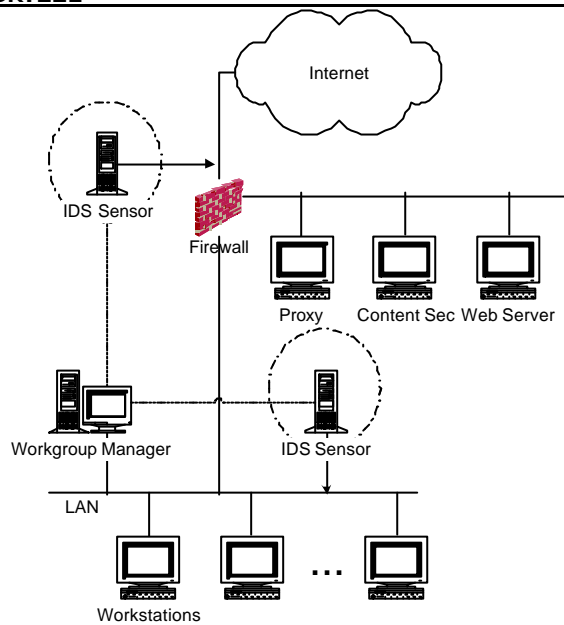 Internet
IDS Sensor
Firewall
Proxy
Content Sec
Web Server
Workgroup Manager
IDS Sensor
LAN
...
Workstations